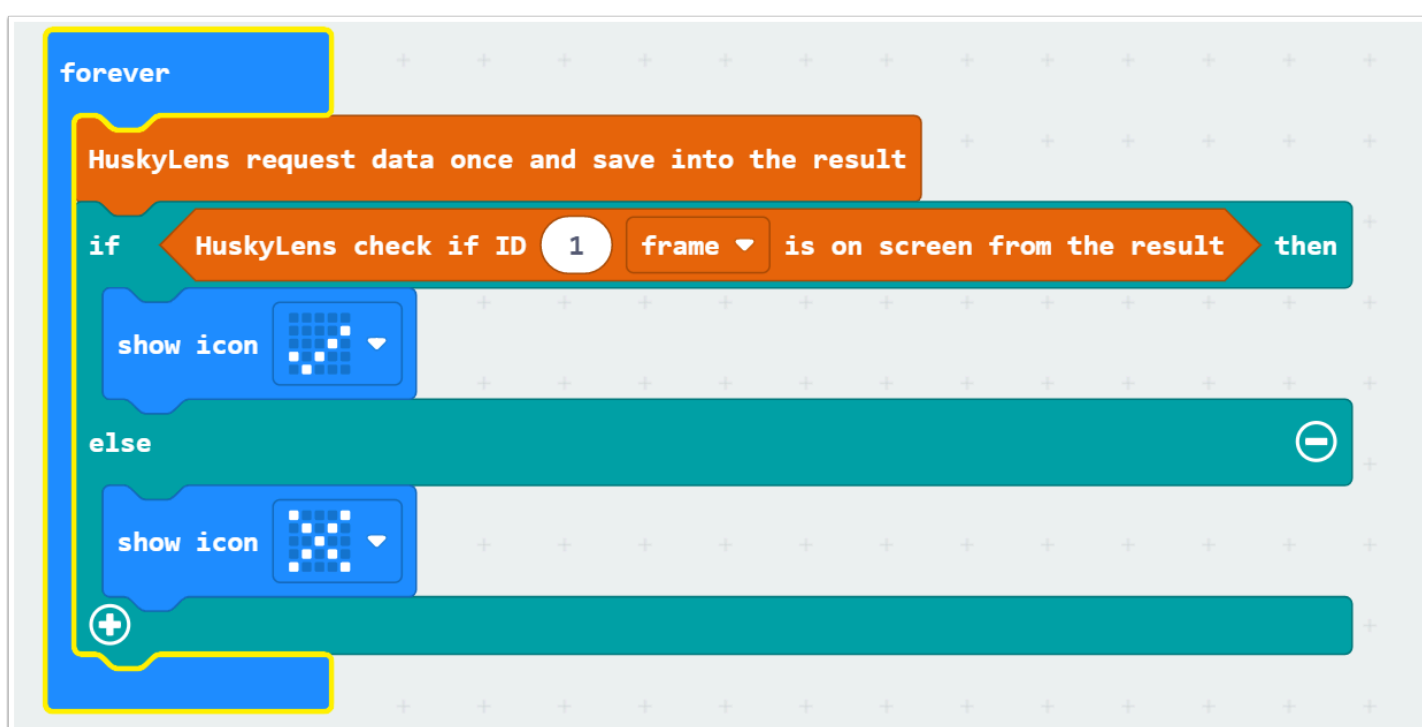 forever
HuskyLens request data once and save into the result
if HuskyLens check if ID 1 frame is on screen from the result then
show icon
else
show icon